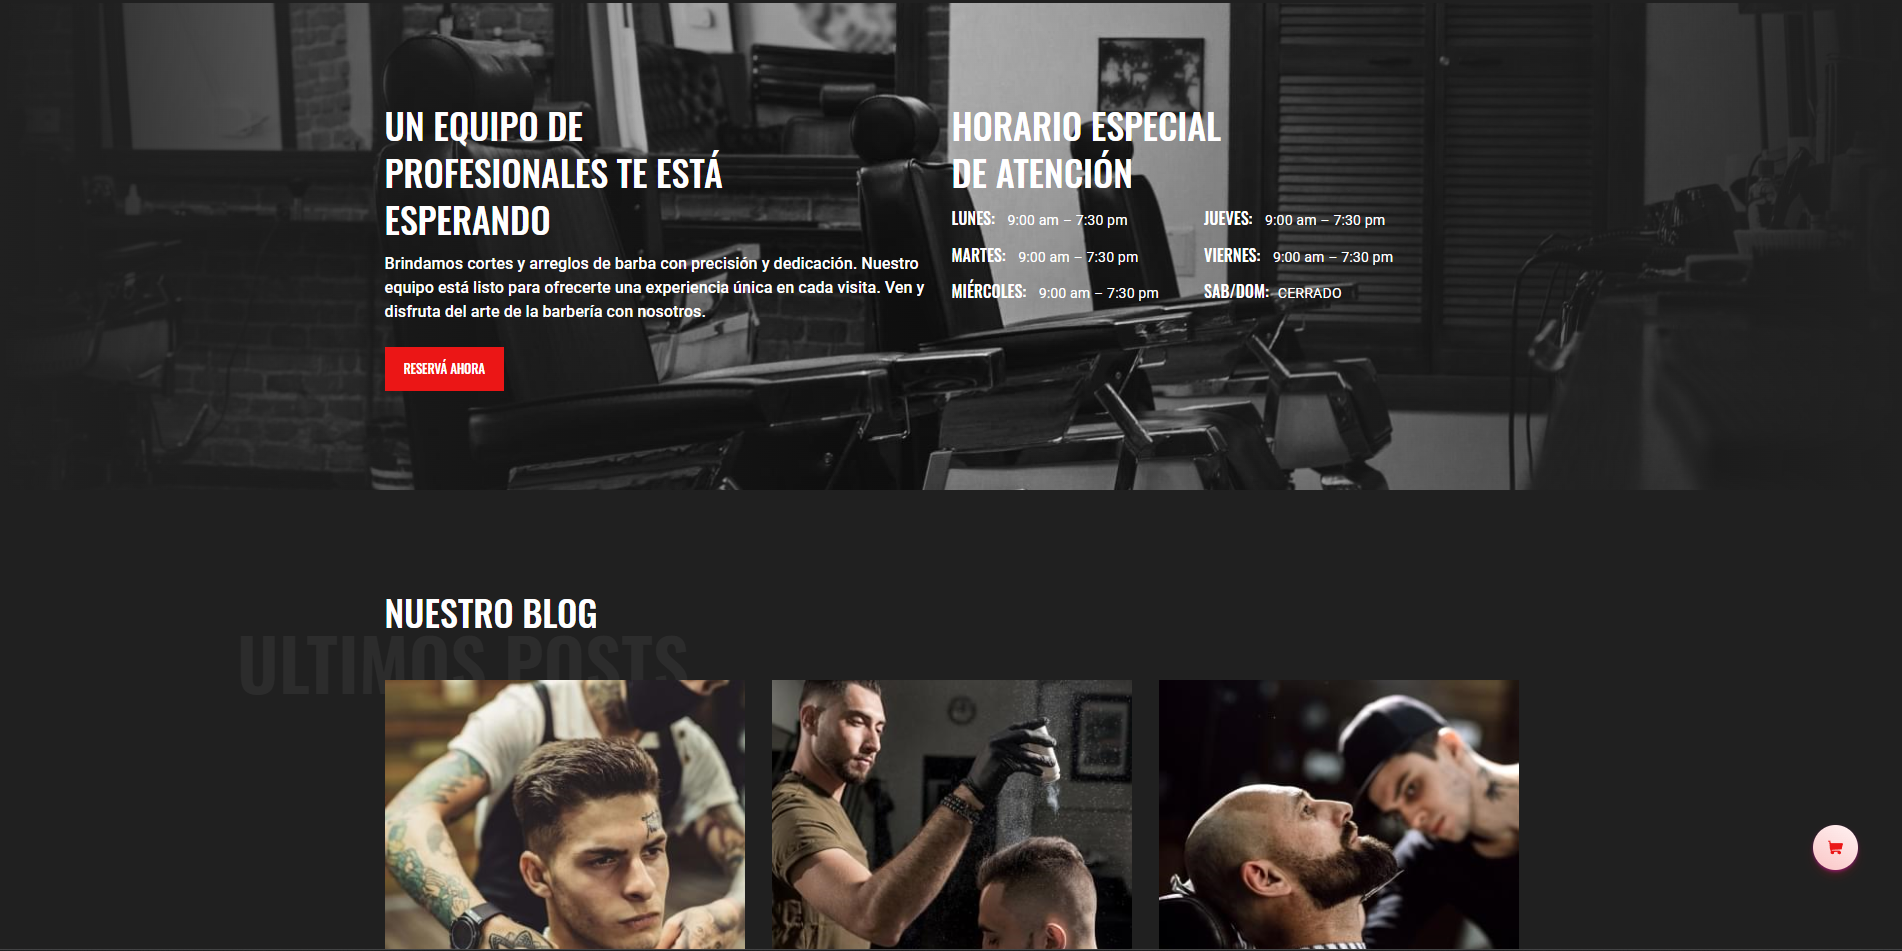 UN EQUIPO DE
PROFESIONALES TE ESTÁ
ESPERANDO
Brindamos cortes y arreglos de barba con precisión y dedicación. Nuestro
equipo está listo para ofrecerte una experiencia única en cada visita. Ven y
disfruta del arte de la barbería con nosotros.
RESERVÁ AHORA
HORARIO ESPECIAL
DE ATENCIÓN
LUNES: 9:00 am – 7:30 pm
MARTES: 9:00 am – 7:30 pm
MIÉRCOLES: 9:00 am – 7:30 pm
JUEVES: 9:00 am – 7:30 pm
VIERNES: 9:00 am – 7:30 pm
SAB/DOM: CERRADO
NUESTRO BLOG
ULTIMOS POSTS